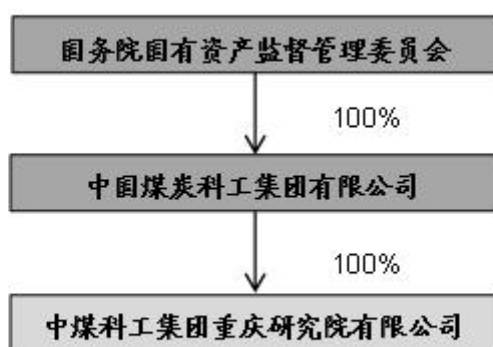 国务院国有资产监督管理委员会
100%
中国煤炭科工集团有限公司
100%
中煤科工集团重庆研究院有限公司